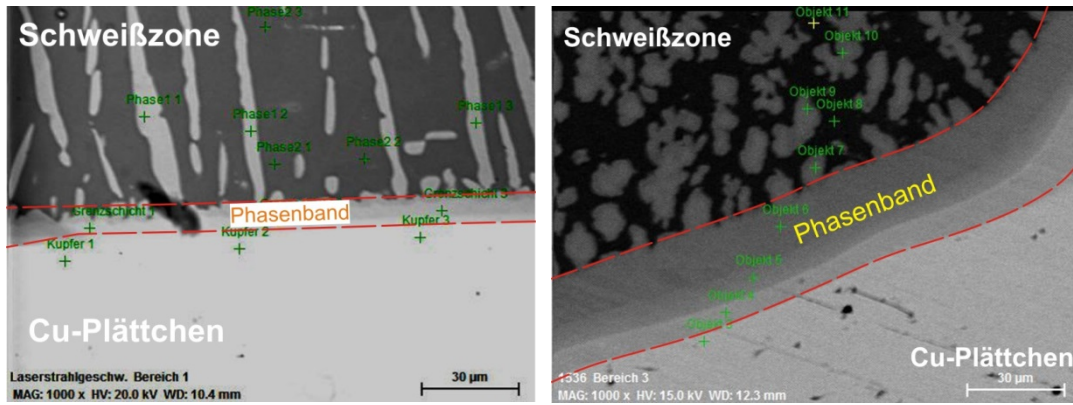 Phase2 3
Schweißzone
Phase1 1
Phase1 2
Phase1 3
Phase2 2
Phase2 1
Grenzschicht 3
Phasenband
Grenzschicht 1
Kupfer 3
Kupfer 1
Kupfer 2
Cu-Plättchen
Laserstrahlgeschw. Bereich 1
MAG: 1000 x HV: 20.0 kV WD: 10.4 mm
30 µm
Objekt 11
Schweißzone
Objekt 10
Objekt 9
Objekt 8
Objekt 7
Phasenband
Objekt 6
Objekt 5
Objekt 4
Objekt 3
Cu-Plättchen
1536 Bereich 3
MAG: 1000 x HV: 15.0 kV WD: 12.3 mm
30 µm